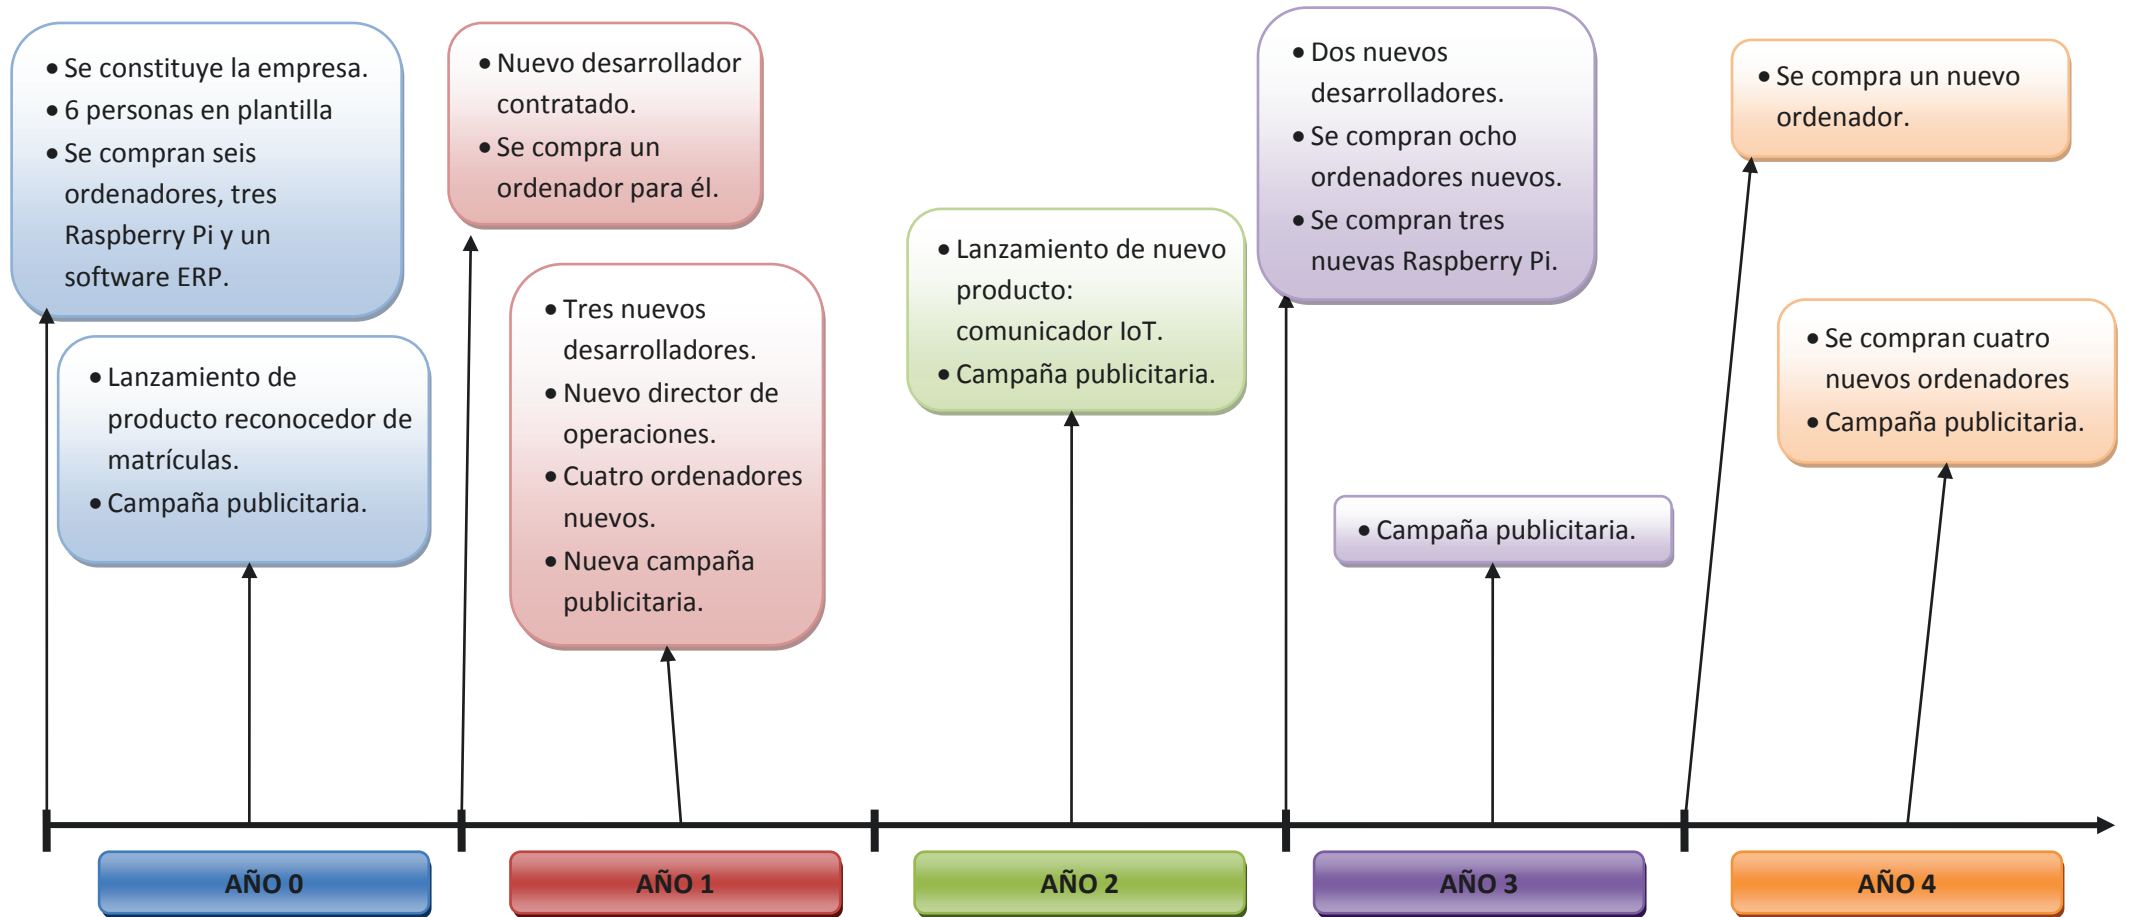 • Se constituye la empresa.
• 6 personas en plantilla
• Se compran seis
ordenadores, tres
Raspberry Pi y un
software ERP.
• Lanzamiento de
producto reconocedor de
matrículas.
• Campaña publicitaria.
• Nuevo desarrollador
contratado.
• Se compra un
ordenador para él.
• Tres nuevos
desarrolladores.
• Nuevo director de
operaciones.
• Cuatro ordenadores
nuevos.
• Nueva campaña
publicitaria.
• Lanzamiento de nuevo
producto:
comunicador IoT.
• Campaña publicitaria.
• Dos nuevos
desarrolladores.
• Se compran ocho
ordenadores nuevos.
• Se compran tres
nuevas Raspberry Pi.
• Campaña publicitaria.
• Se compra un nuevo
ordenador.
• Se compran cuatro
nuevos ordenadores
• Campaña publicitaria.
AÑO 0
AÑO 1
AÑO 2
AÑO 3
AÑO 4